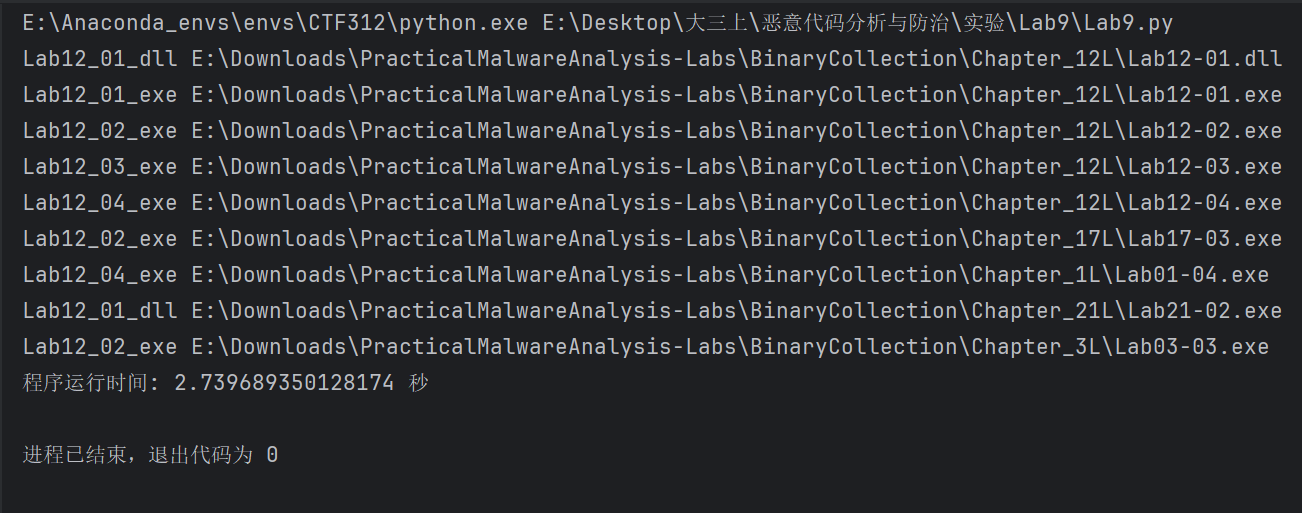 E:\Anaconda_envs\envs\CTF312\python.exe E:\Desktop\大三上\恶意代码分析与防治\实验\Lab9\Lab9.py
Lab12_01_dll E:\Downloads\PracticalMalwareAnalysis-Labs\BinaryCollection\Chapter_12L\Lab12-01.dll
Lab12_01_exe E:\Downloads\PracticalMalwareAnalysis-Labs\BinaryCollection\Chapter_12L\Lab12-01.exe
Lab12_02_exe E:\Downloads\PracticalMalwareAnalysis-Labs\BinaryCollection\Chapter_12L\Lab12-02.exe
Lab12_03_exe E:\Downloads\PracticalMalwareAnalysis-Labs\BinaryCollection\Chapter_12L\Lab12-03.exe
Lab12_04_exe E:\Downloads\PracticalMalwareAnalysis-Labs\BinaryCollection\Chapter_12L\Lab12-04.exe
Lab12_02_exe E:\Downloads\PracticalMalwareAnalysis-Labs\BinaryCollection\Chapter_17L\Lab17-03.exe
Lab12_04_exe E:\Downloads\PracticalMalwareAnalysis-Labs\BinaryCollection\Chapter_1L\Lab01-04.exe
Lab12_01_dll E:\Downloads\PracticalMalwareAnalysis-Labs\BinaryCollection\Chapter_21L\Lab21-02.exe
Lab12_02_exe E:\Downloads\PracticalMalwareAnalysis-Labs\BinaryCollection\Chapter_3L\Lab03-03.exe
程序运行时间: 2.739689350128174 秒
进程已结束，退出代码为 0